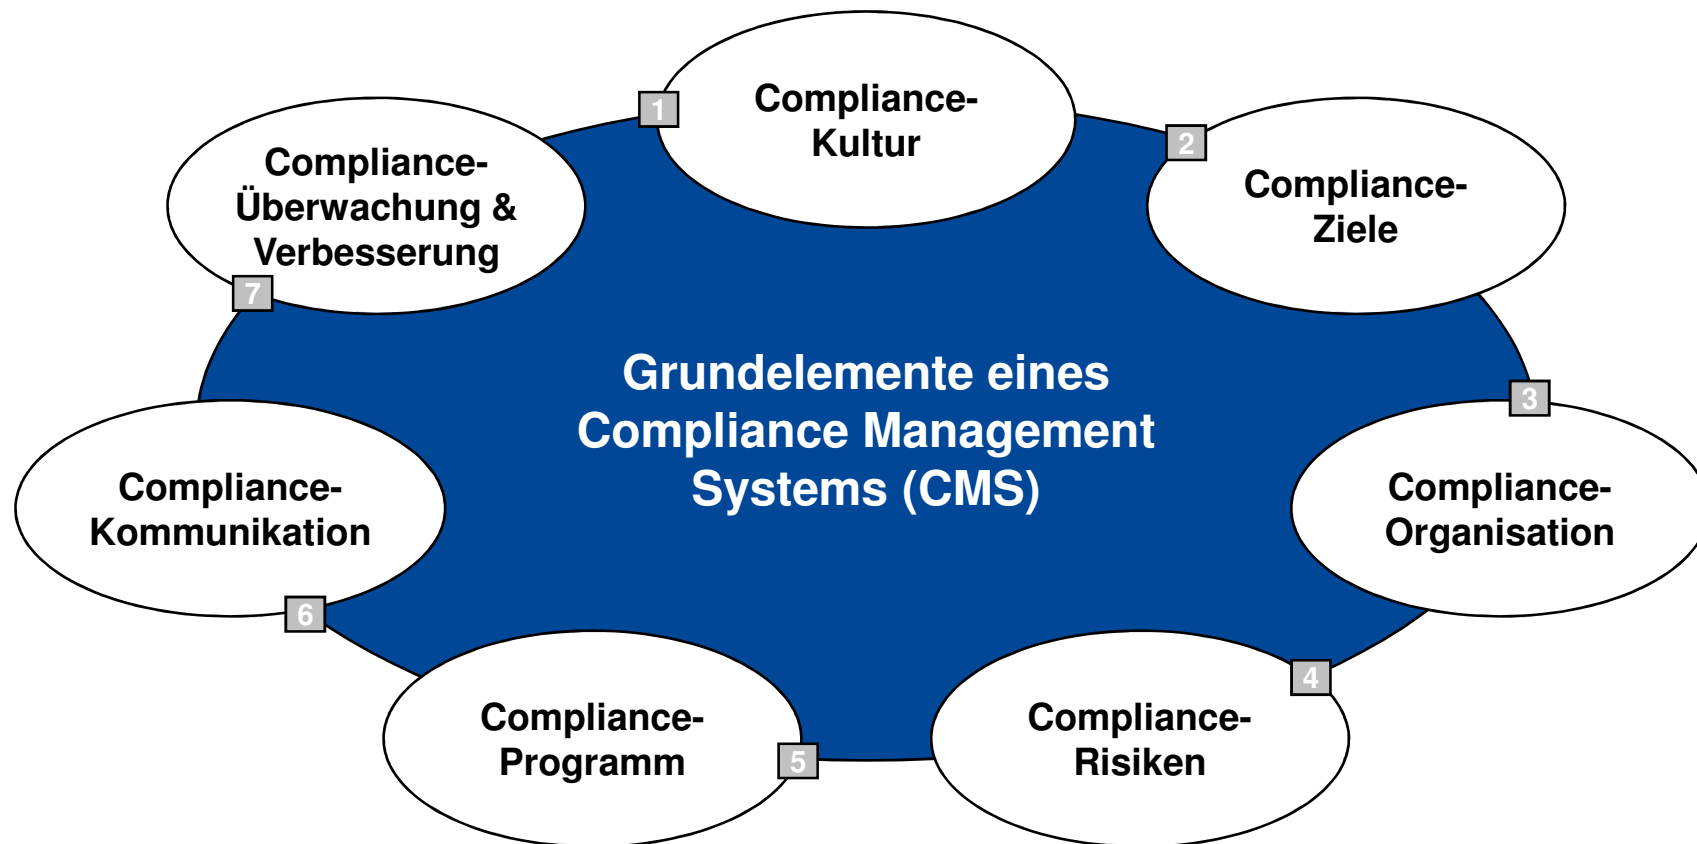 1
Compliance-
Kultur
2
Compliance-
Ziele
3
Compliance-
Organisation
4
Compliance-
Risiken
5
Compliance-
Programm
6
Compliance-
Kommunikation
7
Compliance-
Überwachung &
Verbesserung
Grundelemente eines
Compliance Management
Systems (CMS)